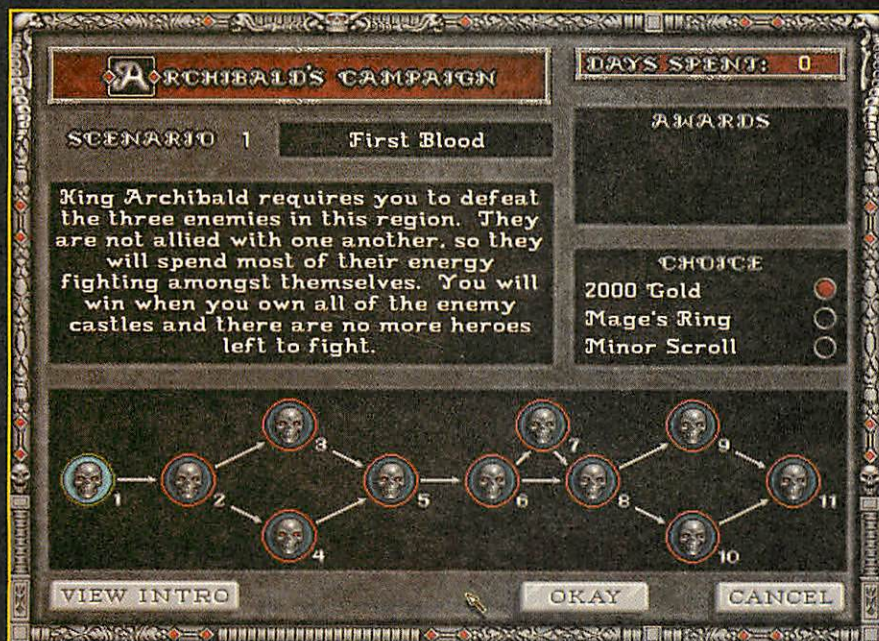 ARCHIBALD'S CAMPAIGN
DAYS SPENT: 0
SCENARIO 1
First Blood
King Archibald requires you to defeat
the three enemies in this region. They
are not allied with one another, so they
will spend most of their energy
fighting amongst themselves. You will
win when you own all of the enemy
castles and there are no more heroes
left to fight.
AWARDS
CHOICE
2000 Gold
Mage's Ring
Minor Scroll
1
2
3
4
5
6
7
8
9
10
11
VIEW INTRO
OKAY
CANCEL